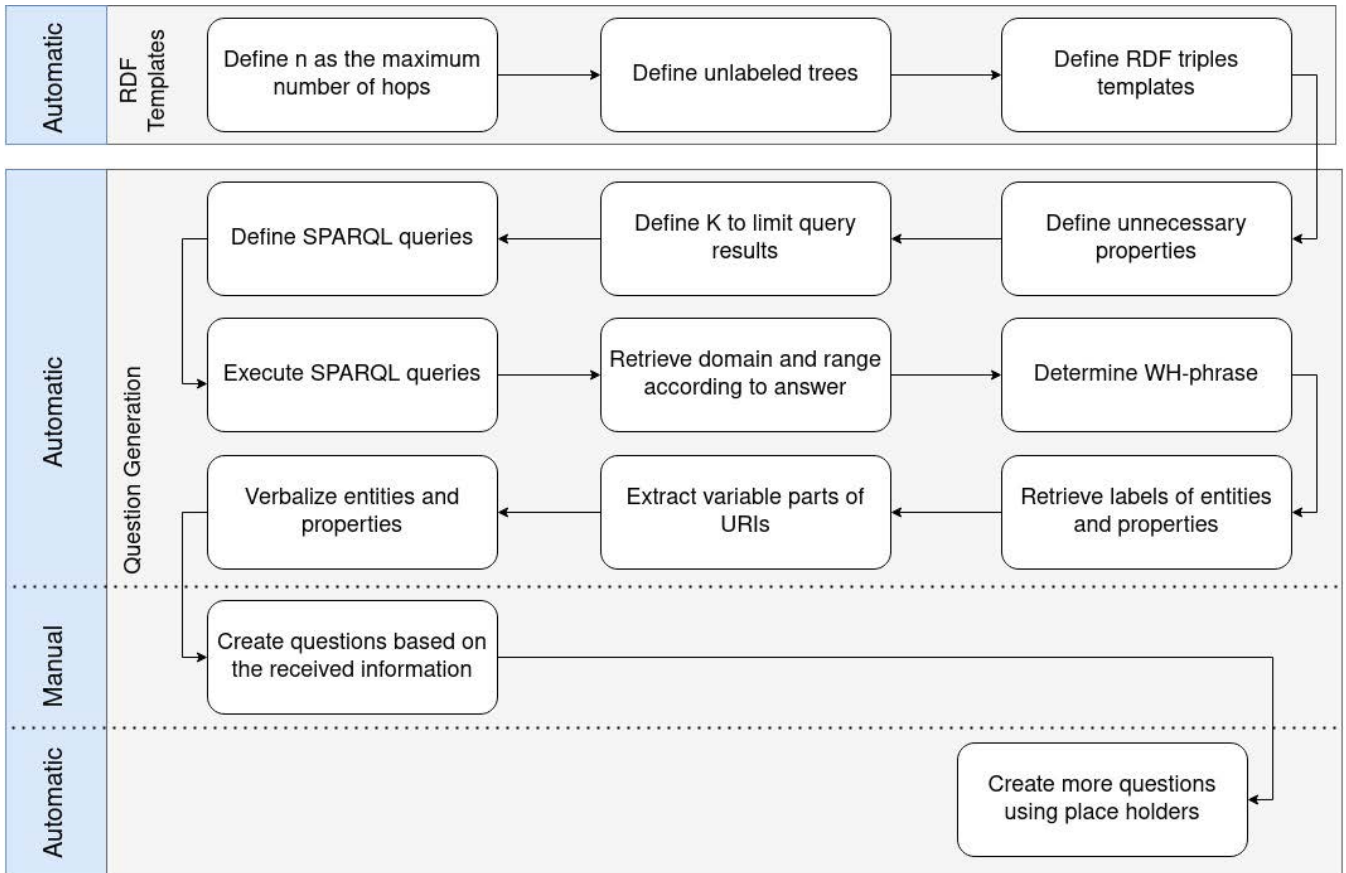 Automatic
RDF
Templates
Define n as the maximum
number of hops
Define unlabeled trees
Define RDF triples
templates
Automatic
Question Generation
Define SPARQL queries
Define K to limit query
results
Define unnecessary
properties
Execute SPARQL queries
Retrieve domain and range
according to answer
Determine WH-phrase
Verbalize entities and
properties
Extract variable parts of
URIs
Retrieve labels of entities
and properties
Manual
Create questions based on
the received information
Automatic
Create more questions
using place holders